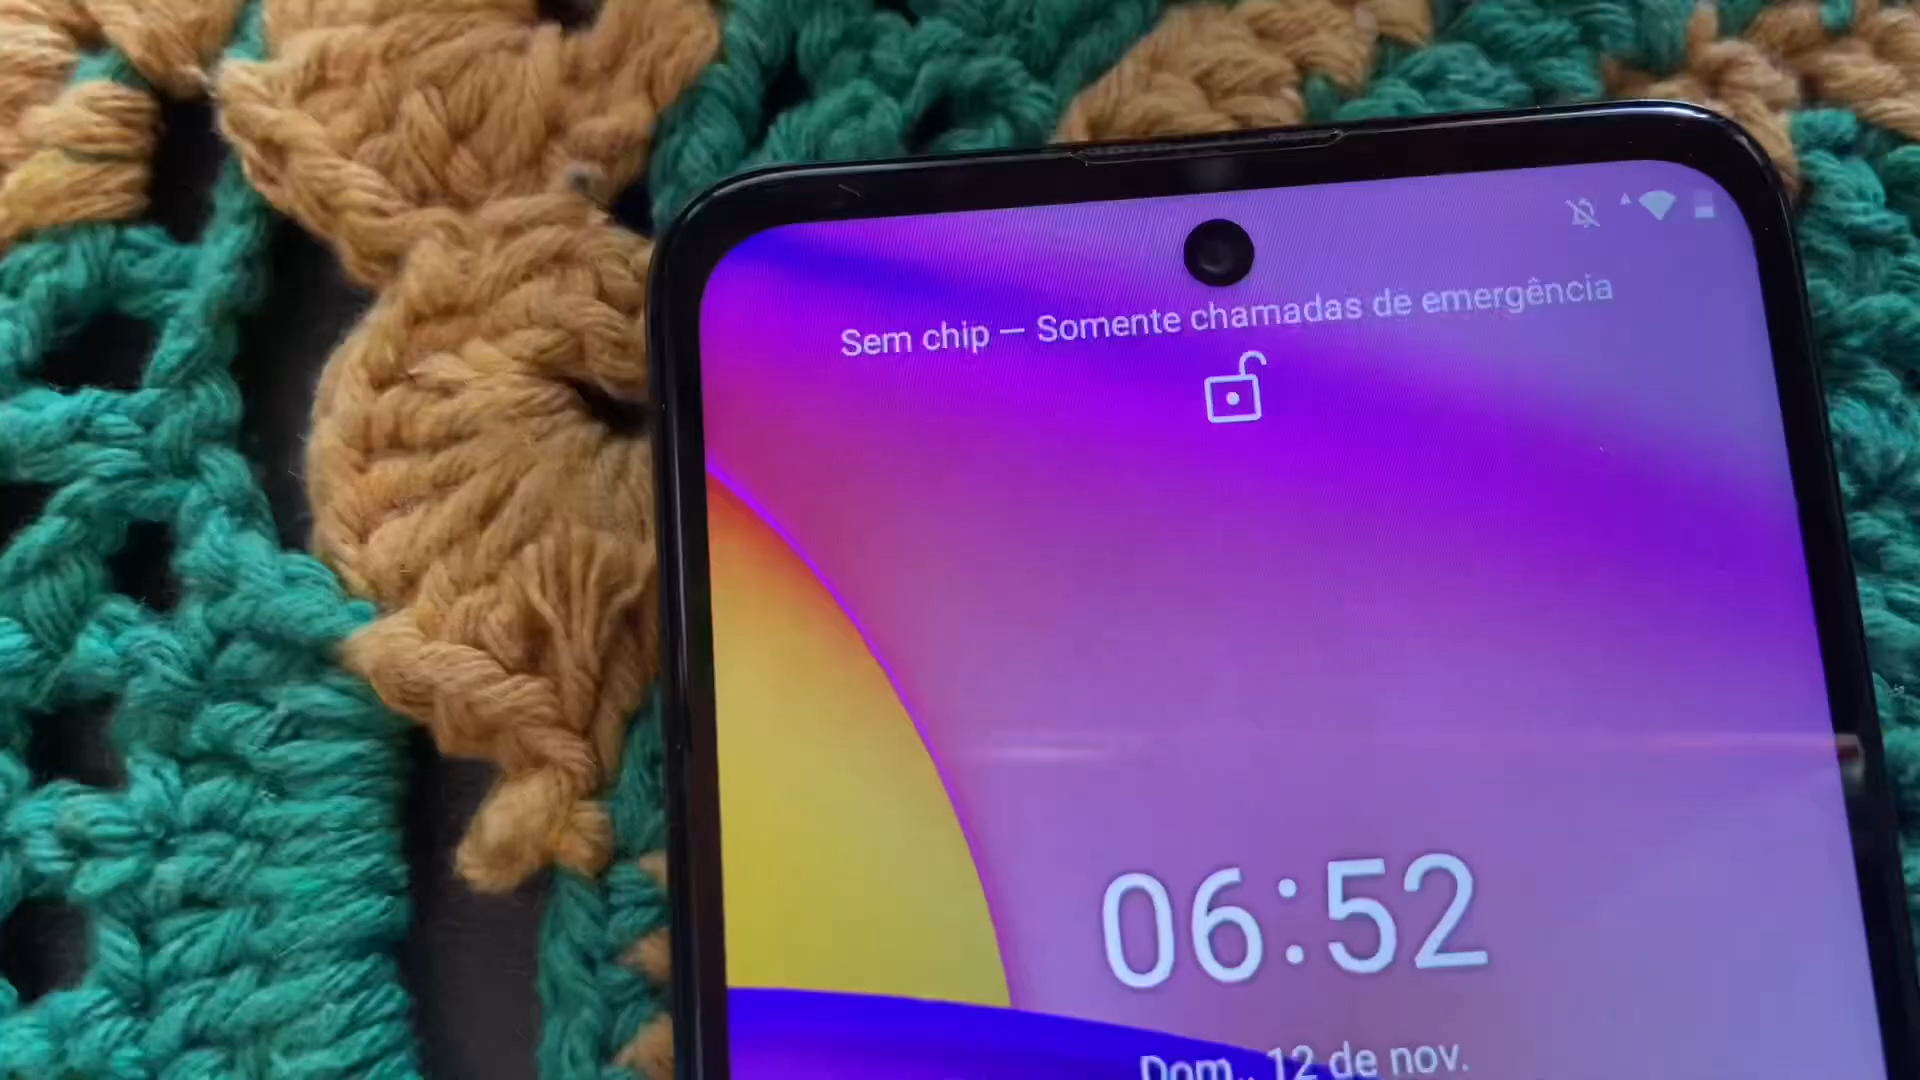 Sem chip — Somente chamadas de emergência
06:52
Dom., 12 de nov.